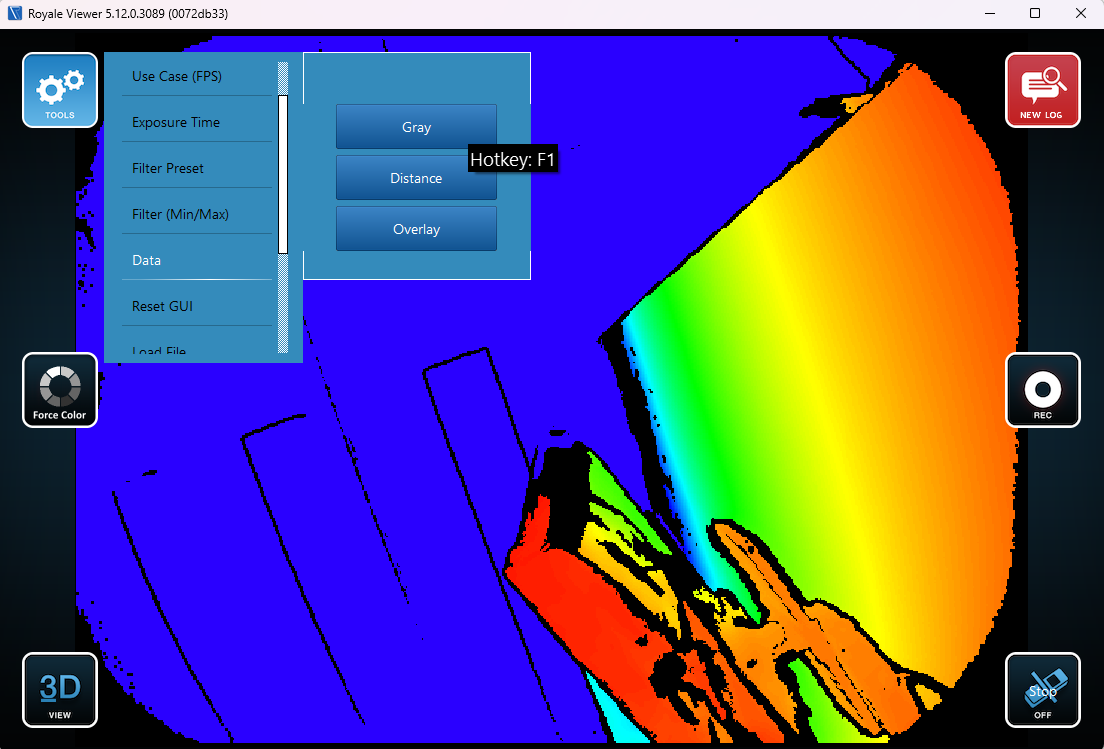 Royale Viewer 5.12.0.3089 (0072db33)
TOOLS
Use Case (FPS)
Exposure Time
Filter Preset
Filter (Min/Max)
Data
Reset GUI
Load File
Gray
Hotkey: F1
Distance
Overlay
NEW LOG
Force Color
REC
3D
VIEW
Stop
OFF